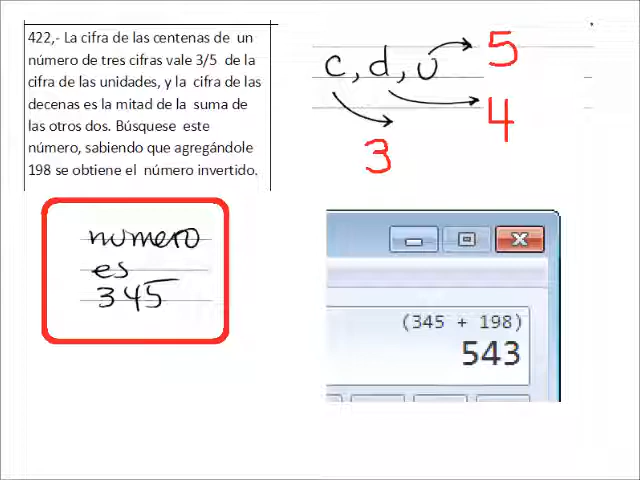 422,- La cifra de las centenas de un
número de tres cifras vale 3/5 de la
cifra de las unidades, y la cifra de las
decenas es la mitad de la suma de
las otros dos. Búsquese este
número, sabiendo que agregándole
198 se obtiene el número invertido.
c, d, u
5
4
3
numero
es
345
(345 + 198)
543